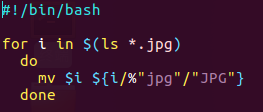 #!/bin/bash

for i in $(ls *.jpg)
  do
    mv $i ${i/%"jpg"/"JPG"}
  done